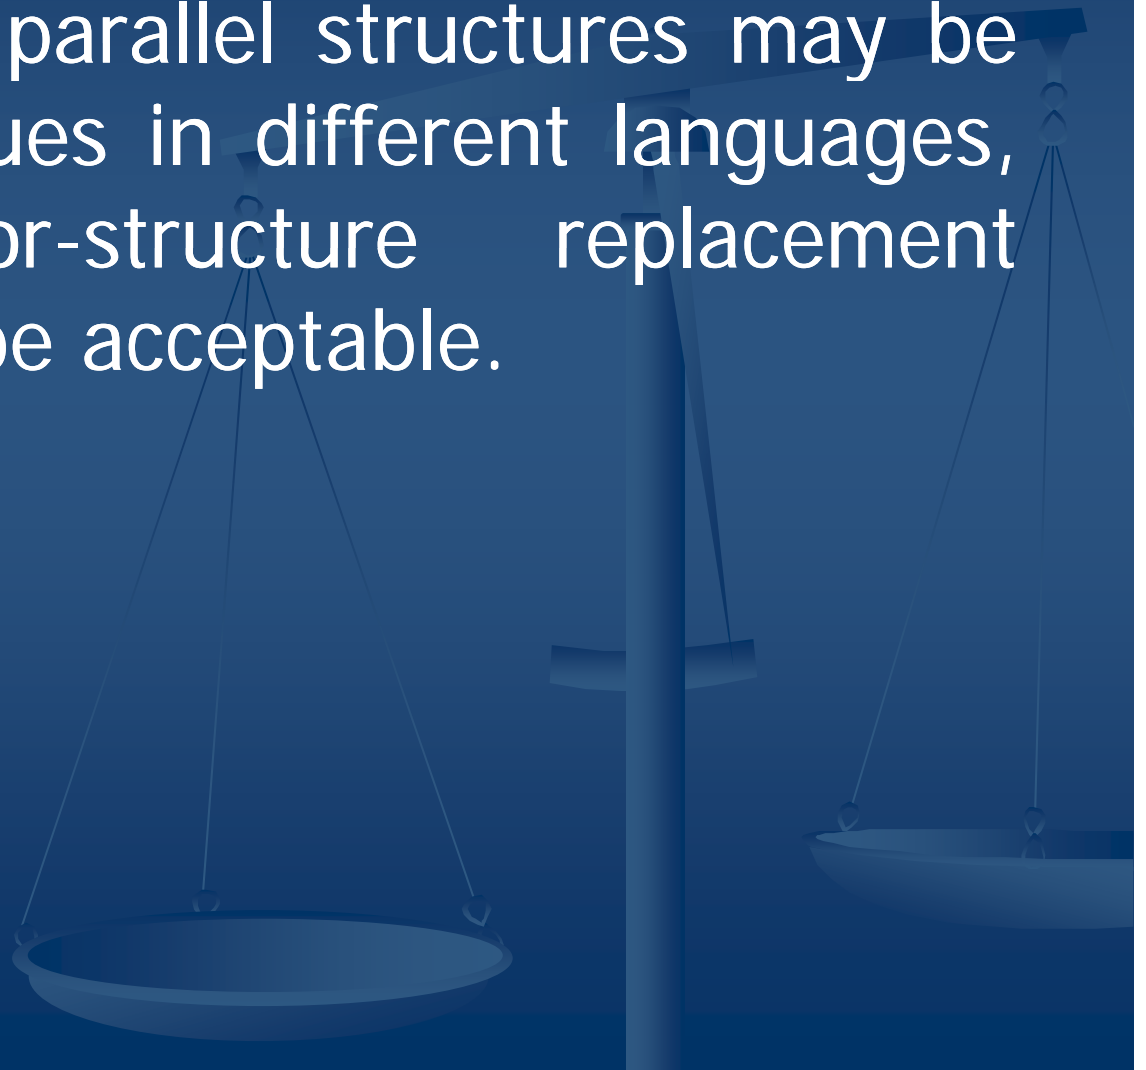 parallel structures may be
ues in different languages,
or-structure replacement
be acceptable.